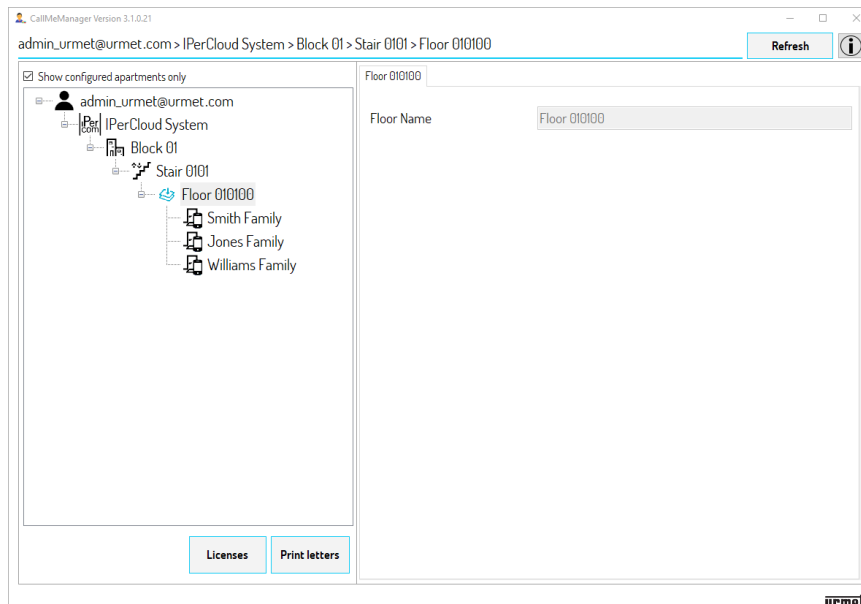 CallMeManager Version 3.1.0.21
admin_urmet@urmet.com > IPerCloud System > Block 01 > Stair 0101 > Floor 010100
Refresh
Show configured apartments only
Floor 010100
admin_urmet@urmet.com
IPercom IPerCloud System
Block 01
Stair 0101
Floor 010100
Smith Family
Jones Family
Williams Family
Floor Name
Floor 010100
Licenses
Print letters